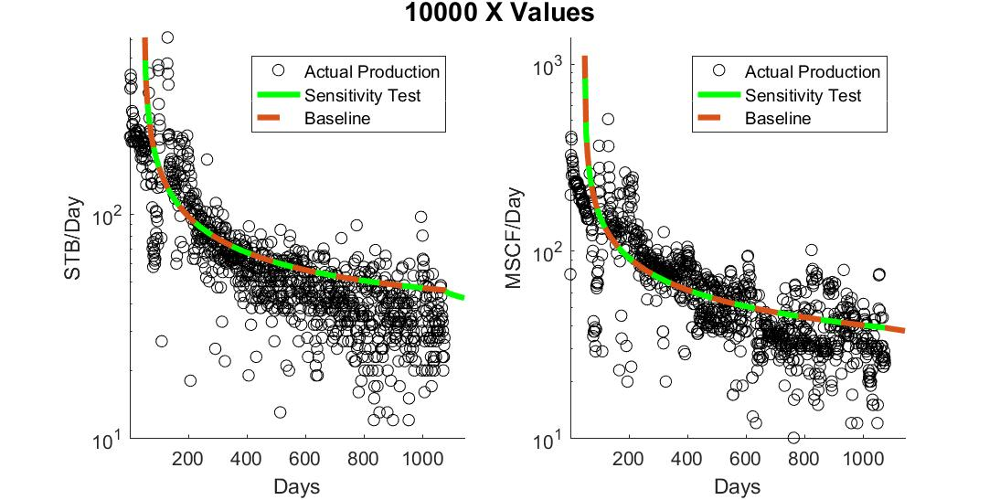 10000 X Values
Actual Production
Sensitivity Test
Baseline
STB/Day
10^2
10^1
200 400 600 800 1000
Days
Actual Production
Sensitivity Test
Baseline
MSCF/Day
10^3
10^2
10^1
200 400 600 800 1000
Days